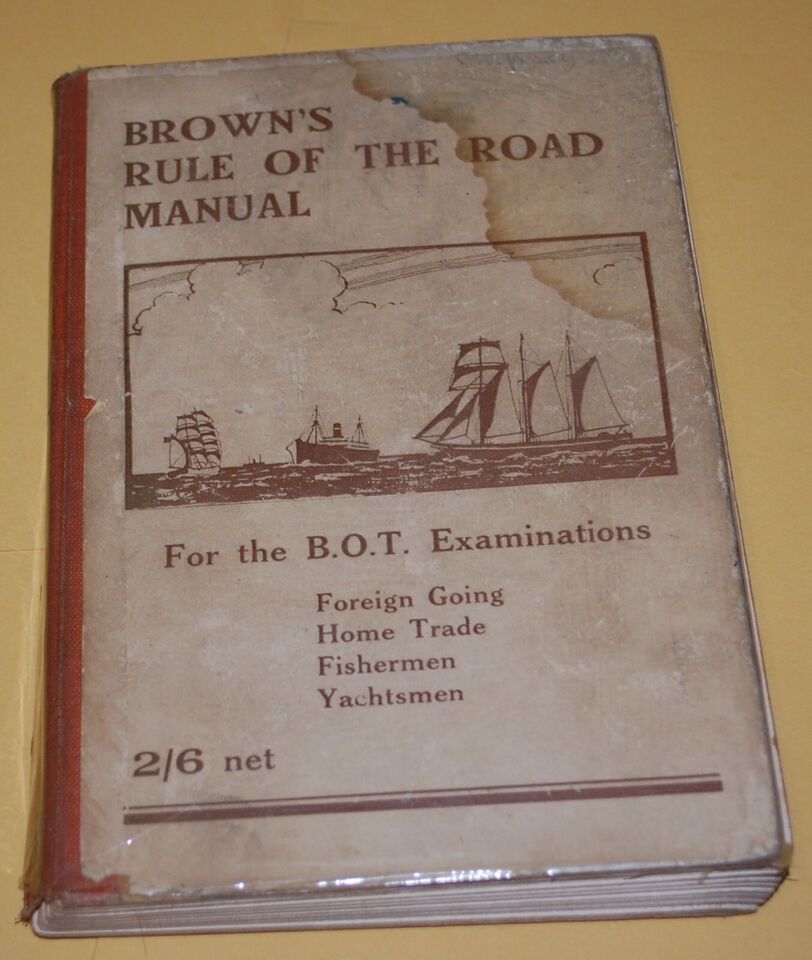 BROWN'S
RULE OF THE ROAD
MANUAL
For the B.O.T. Examinations
Foreign Going
Home Trade
Fishermen
Yachtsmen
2/6 net